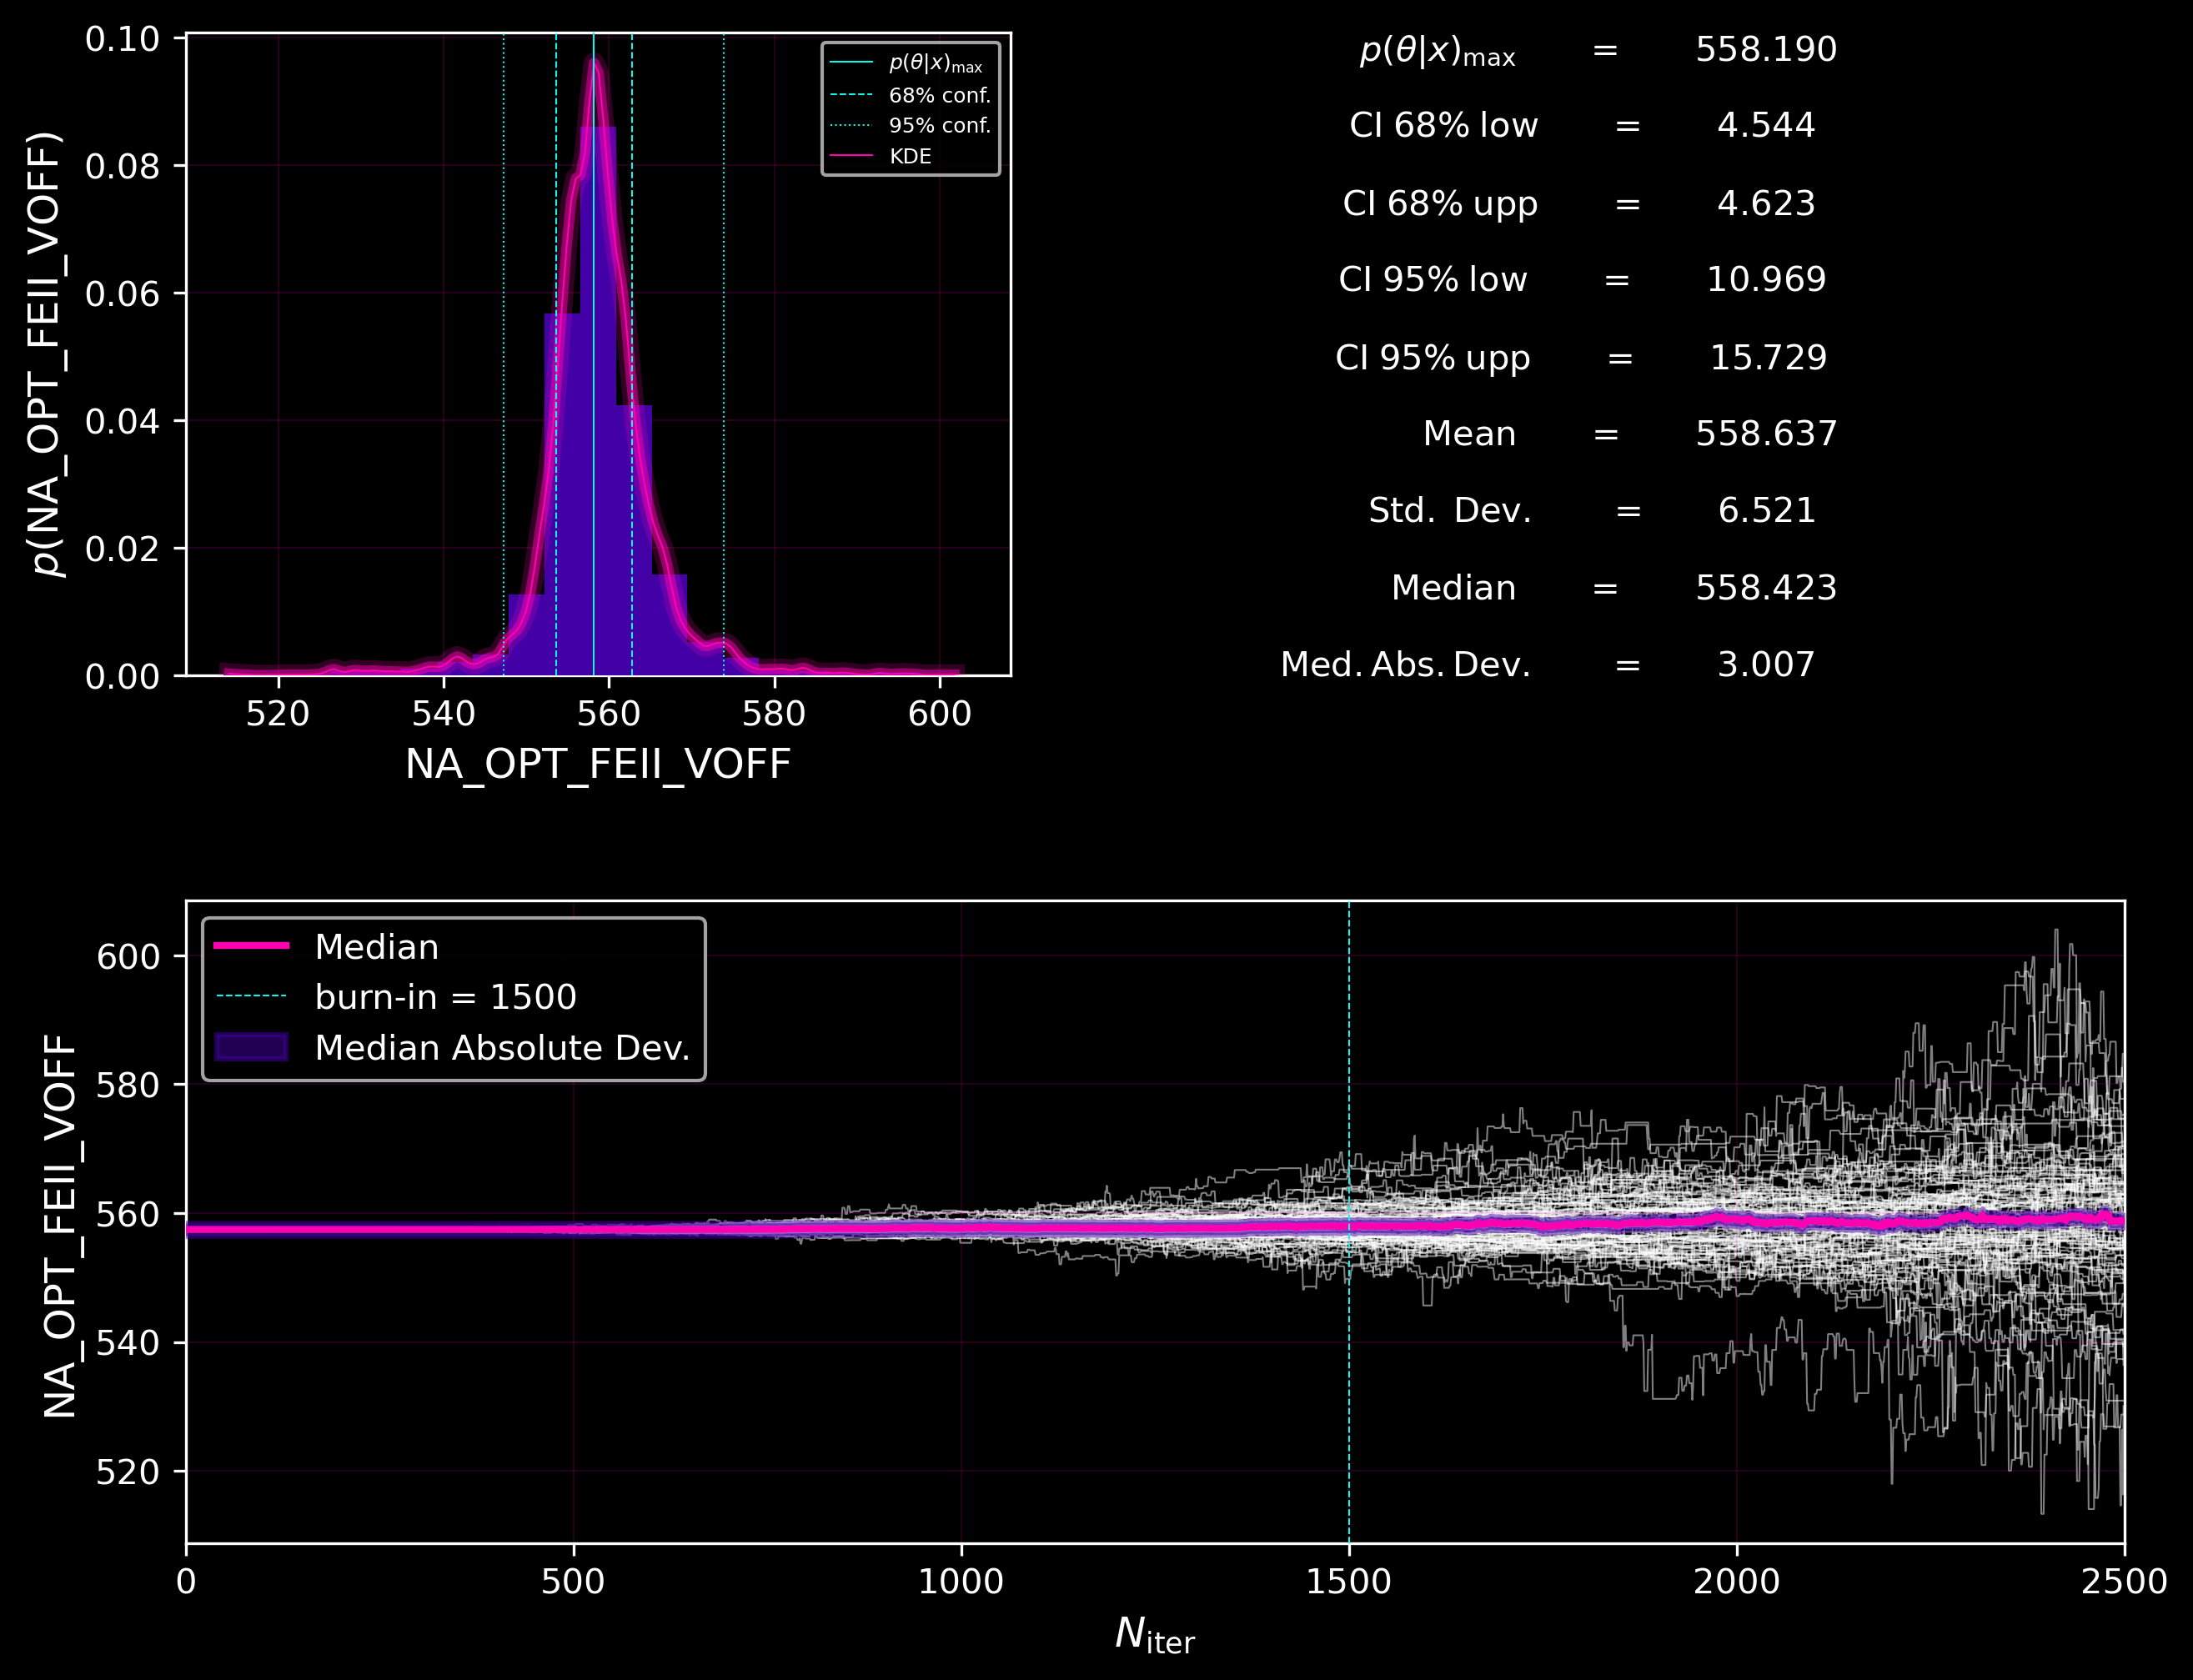 0.10
0.08
0.06
0.04
0.02
0.00
p(NA_OPT_FEII_VOFF)
520 540 560 580 600
NA_OPT_FEII_VOFF
p(θ|x)max
68% conf.
95% conf.
KDE
p(θ|x)max = 558.190
CI 68% low = 4.544
CI 68% upp = 4.623
CI 95% low = 10.969
CI 95% upp = 15.729
Mean = 558.637
Std. Dev. = 6.521
Median = 558.423
Med. Abs. Dev. = 3.007
600
580
560
540
520
NA_OPT_FEII_VOFF
Median
burn-in = 1500
Median Absolute Dev.
0 500 1000 1500 2000 2500
Niter